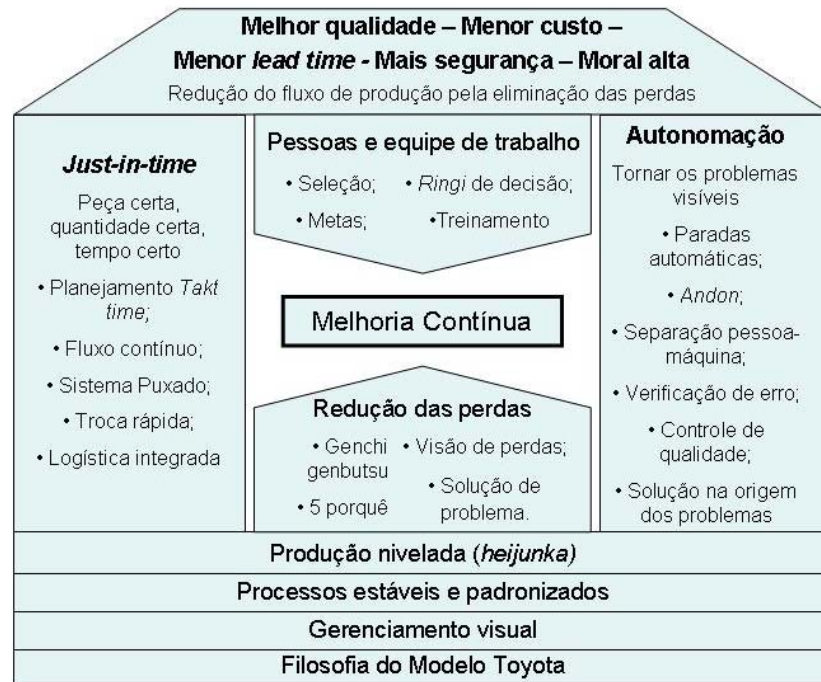 Melhor qualidade – Menor custo –
Menor lead time - Mais segurança – Moral alta
Redução do fluxo de produção pela eliminação das perdas
Just-in-time
Peça certa,
quantidade certa,
tempo certo
• Planejamento Takt
time;
• Fluxo contínuo;
• Sistema Puxado;
• Troca rápida;
• Logística integrada
Pessoas e equipe de trabalho
• Seleção; • Ringi de decisão;
• Metas; •Treinamento
Melhoria Contínua
Redução das perdas
• Genchi • Visão de perdas;
genbutsu
• Solução de
• 5 porquê problema.
Autonomação
Tornar os problemas
visíveis
• Paradas
automáticas;
• Andon;
• Separação pessoa-
máquina;
• Verificação de erro;
• Controle de
qualidade;
• Solução na origem
dos problemas
Produção nivelada (heijunka)
Processos estáveis e padronizados
Gerenciamento visual
Filosofia do Modelo Toyota